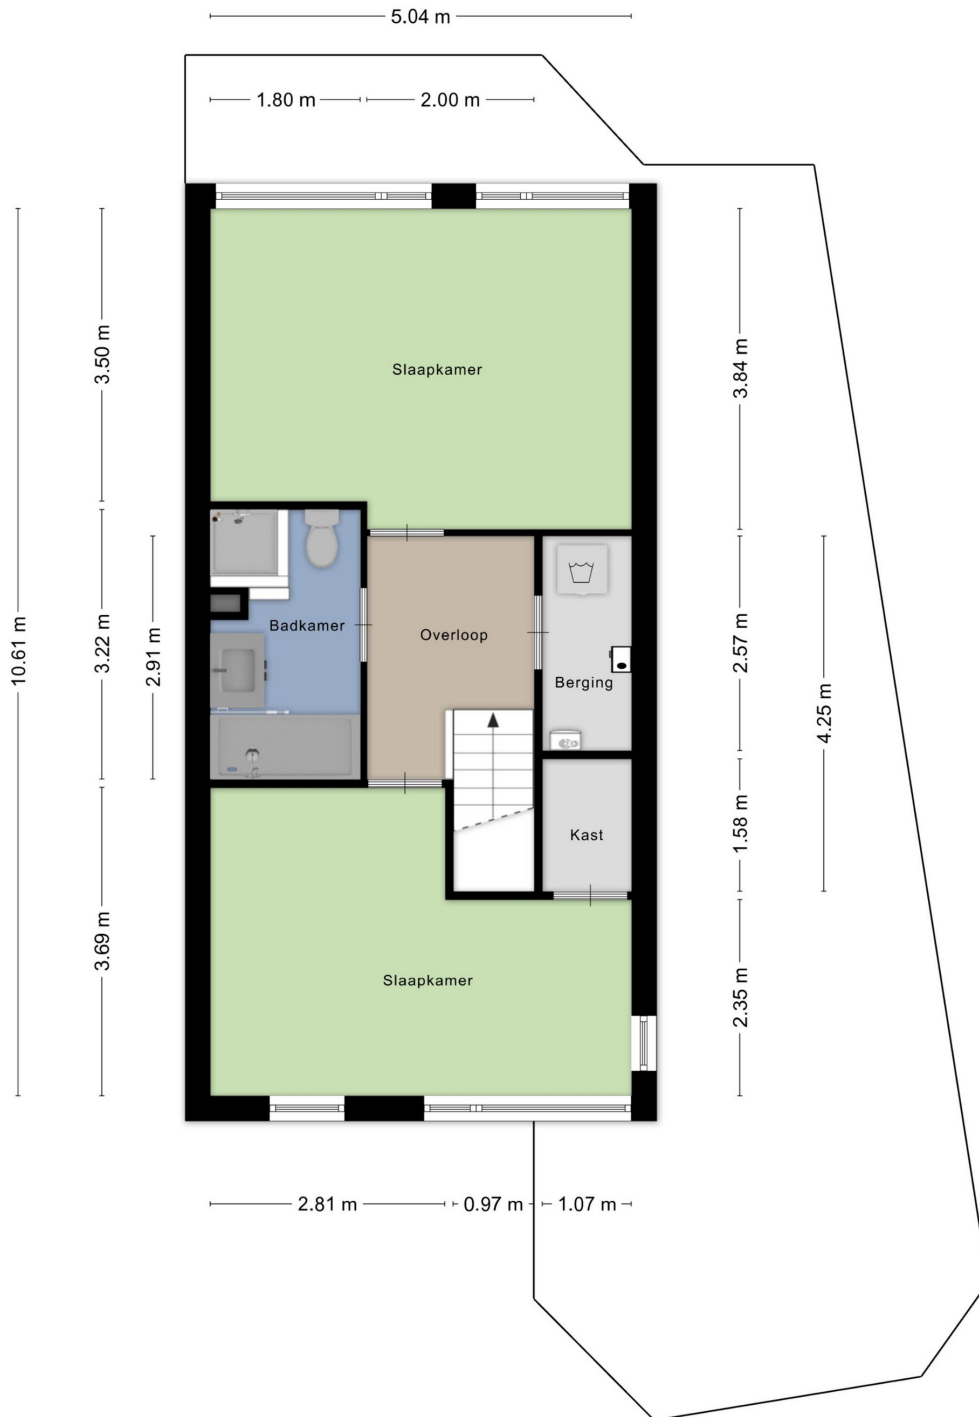 5.04 m
1.80 m
2.00 m
3.50 m
3.84 m
Slaapkamer
10.61 m
3.22 m
2.91 m
Badkamer
Overloop
Berging
2.57 m
4.25 m
Kast
1.58 m
3.69 m
Slaapkamer
2.35 m
2.81 m
0.97 m
1.07 m